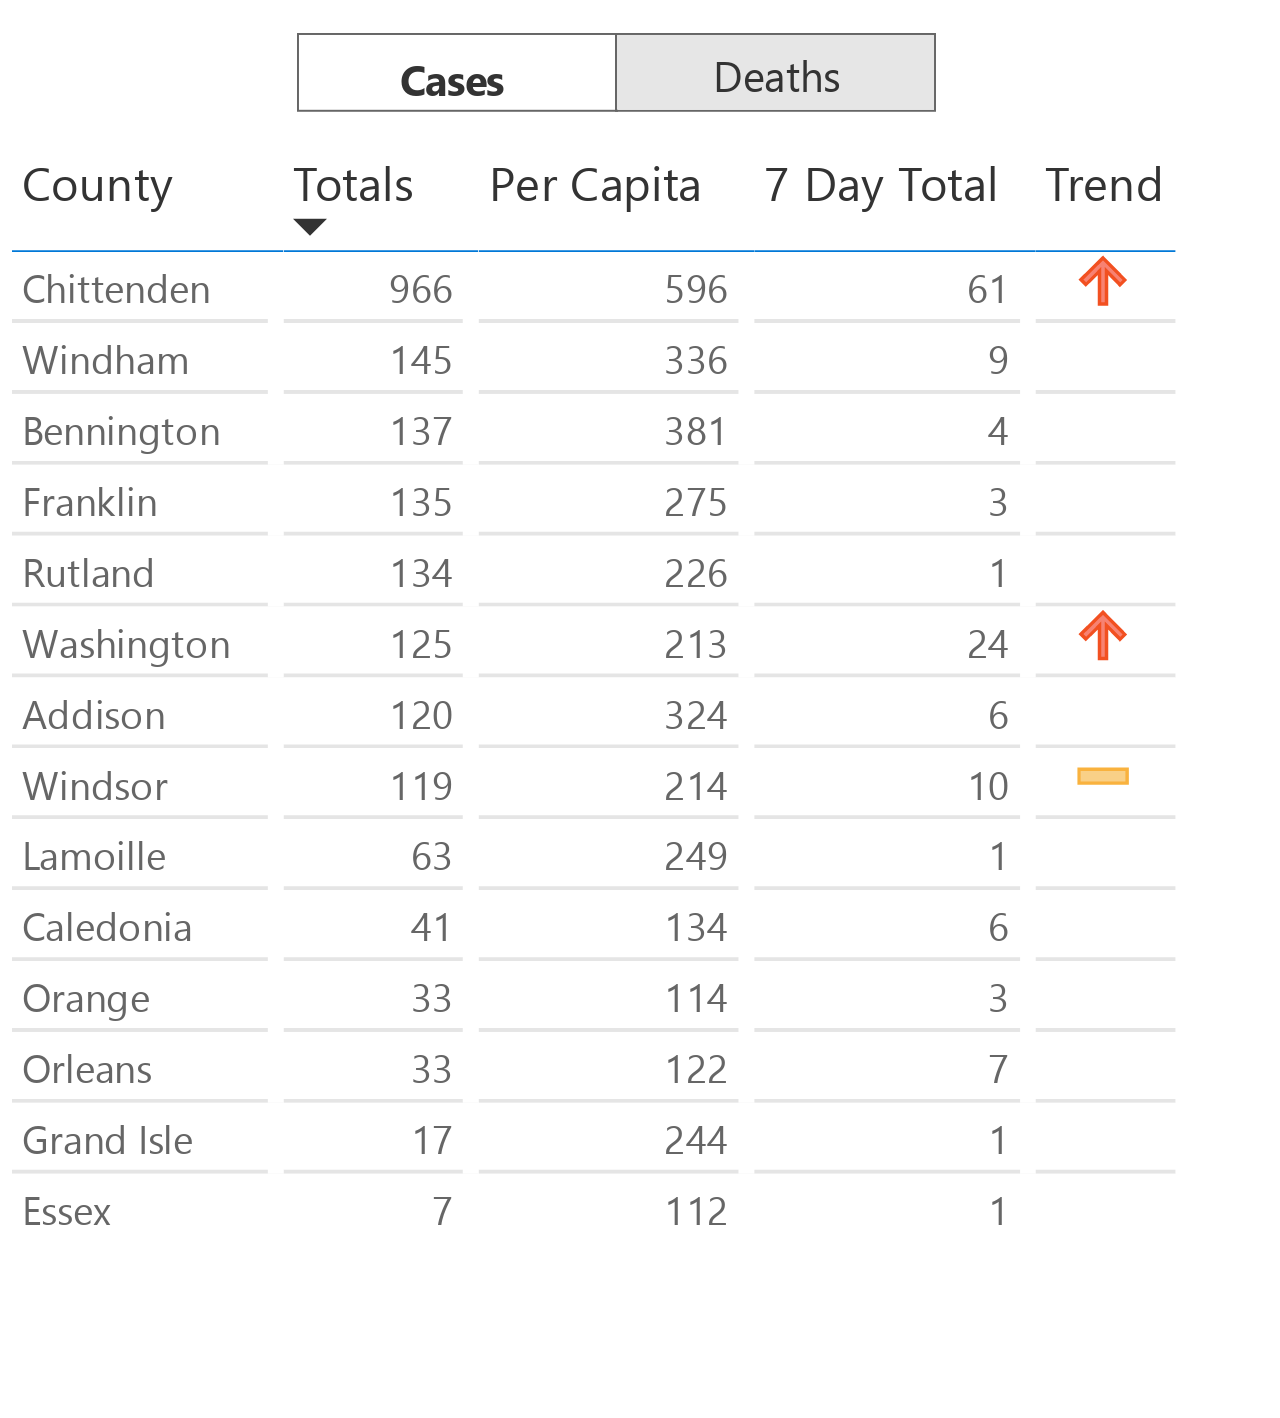 Cases Deaths
County Totals Per Capita 7 Day Total Trend
Chittenden 966 596 61
Windham 145 336 9
Bennington 137 381 4
Franklin 135 275 3
Rutland 134 226 1
Washington 125 213 24
Addison 120 324 6
Windsor 119 214 10
Lamoille 63 249 1
Caledonia 41 134 6
Orange 33 114 3
Orleans 33 122 7
Grand Isle 17 244 1
Essex 7 112 1